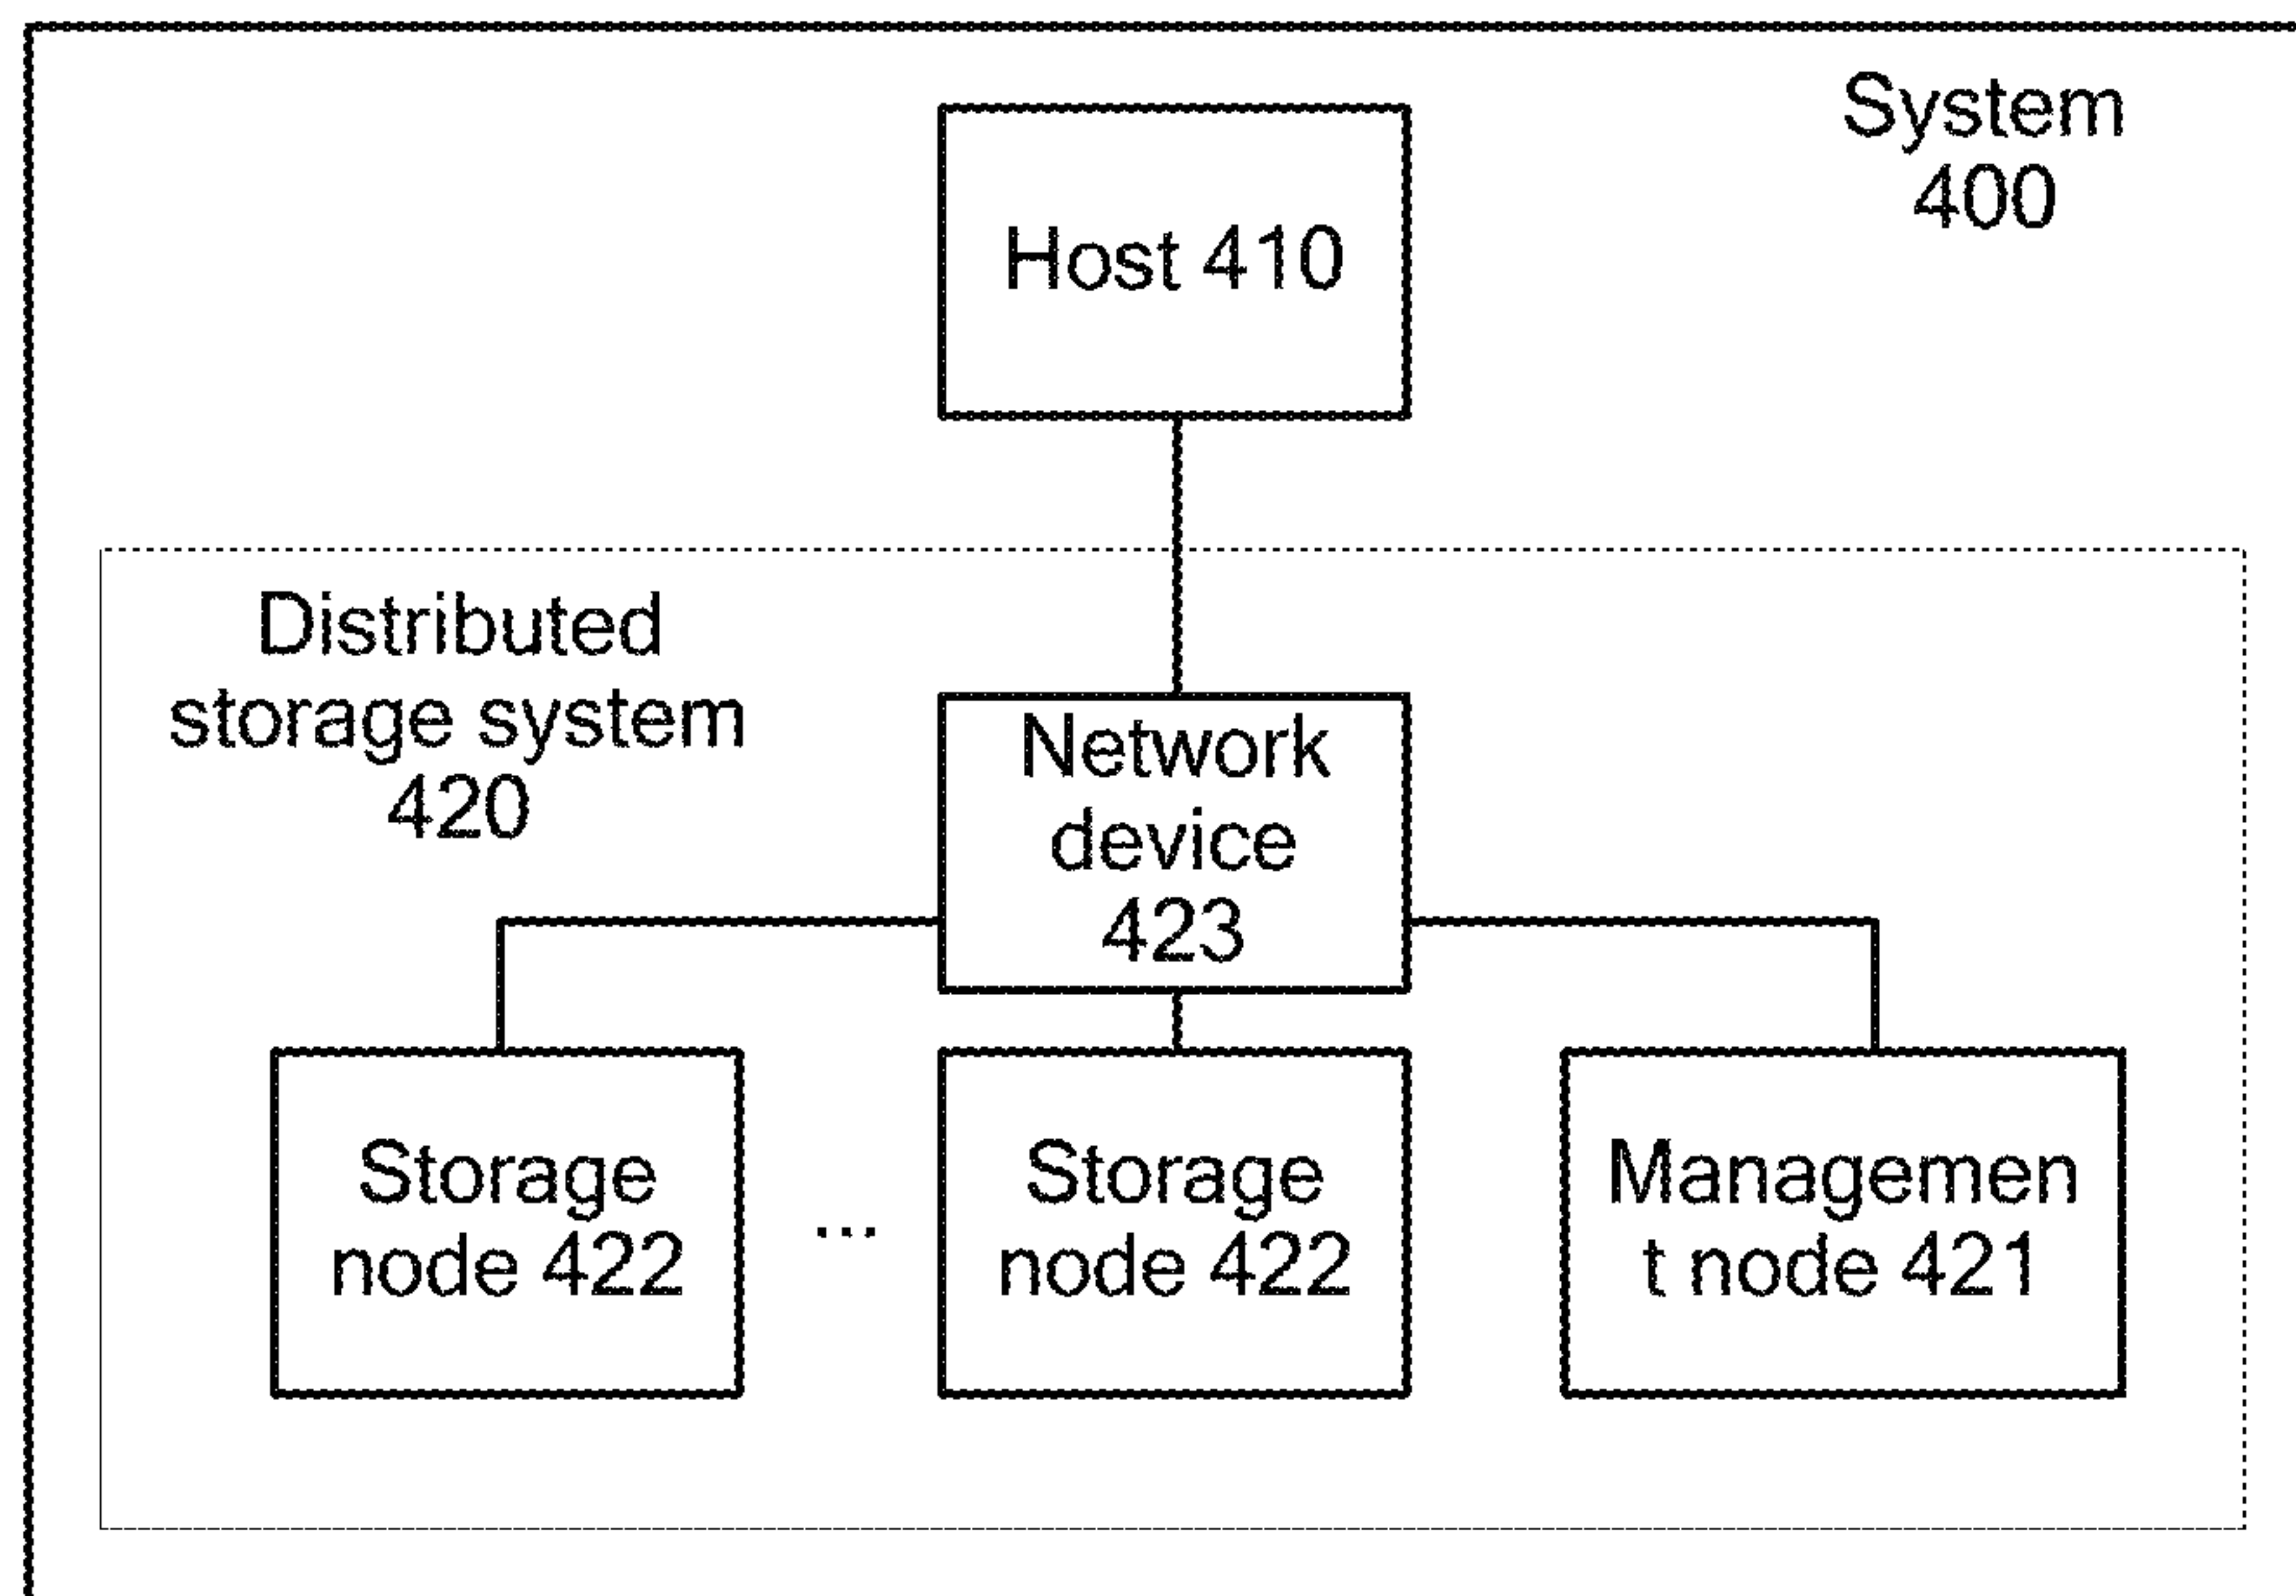 System
400
Host 410
Distributed
storage system
420
Network
device
423
Storage
node 422
...
Storage
node 422
Managemen
t node 421